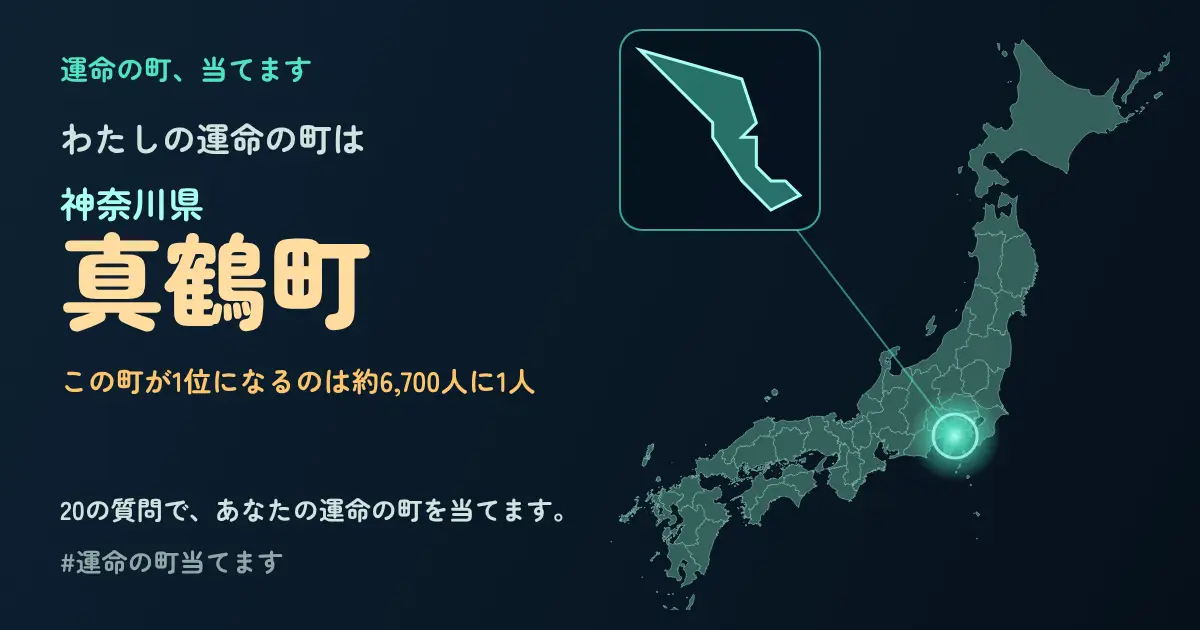 運命の町、当てます
わたしの運命の町は
神奈川県
真鶴町
この町が1位になるのは約6,700人に1人
20の質問で、あなたの運命の町を当てます。
#運命の町当てます